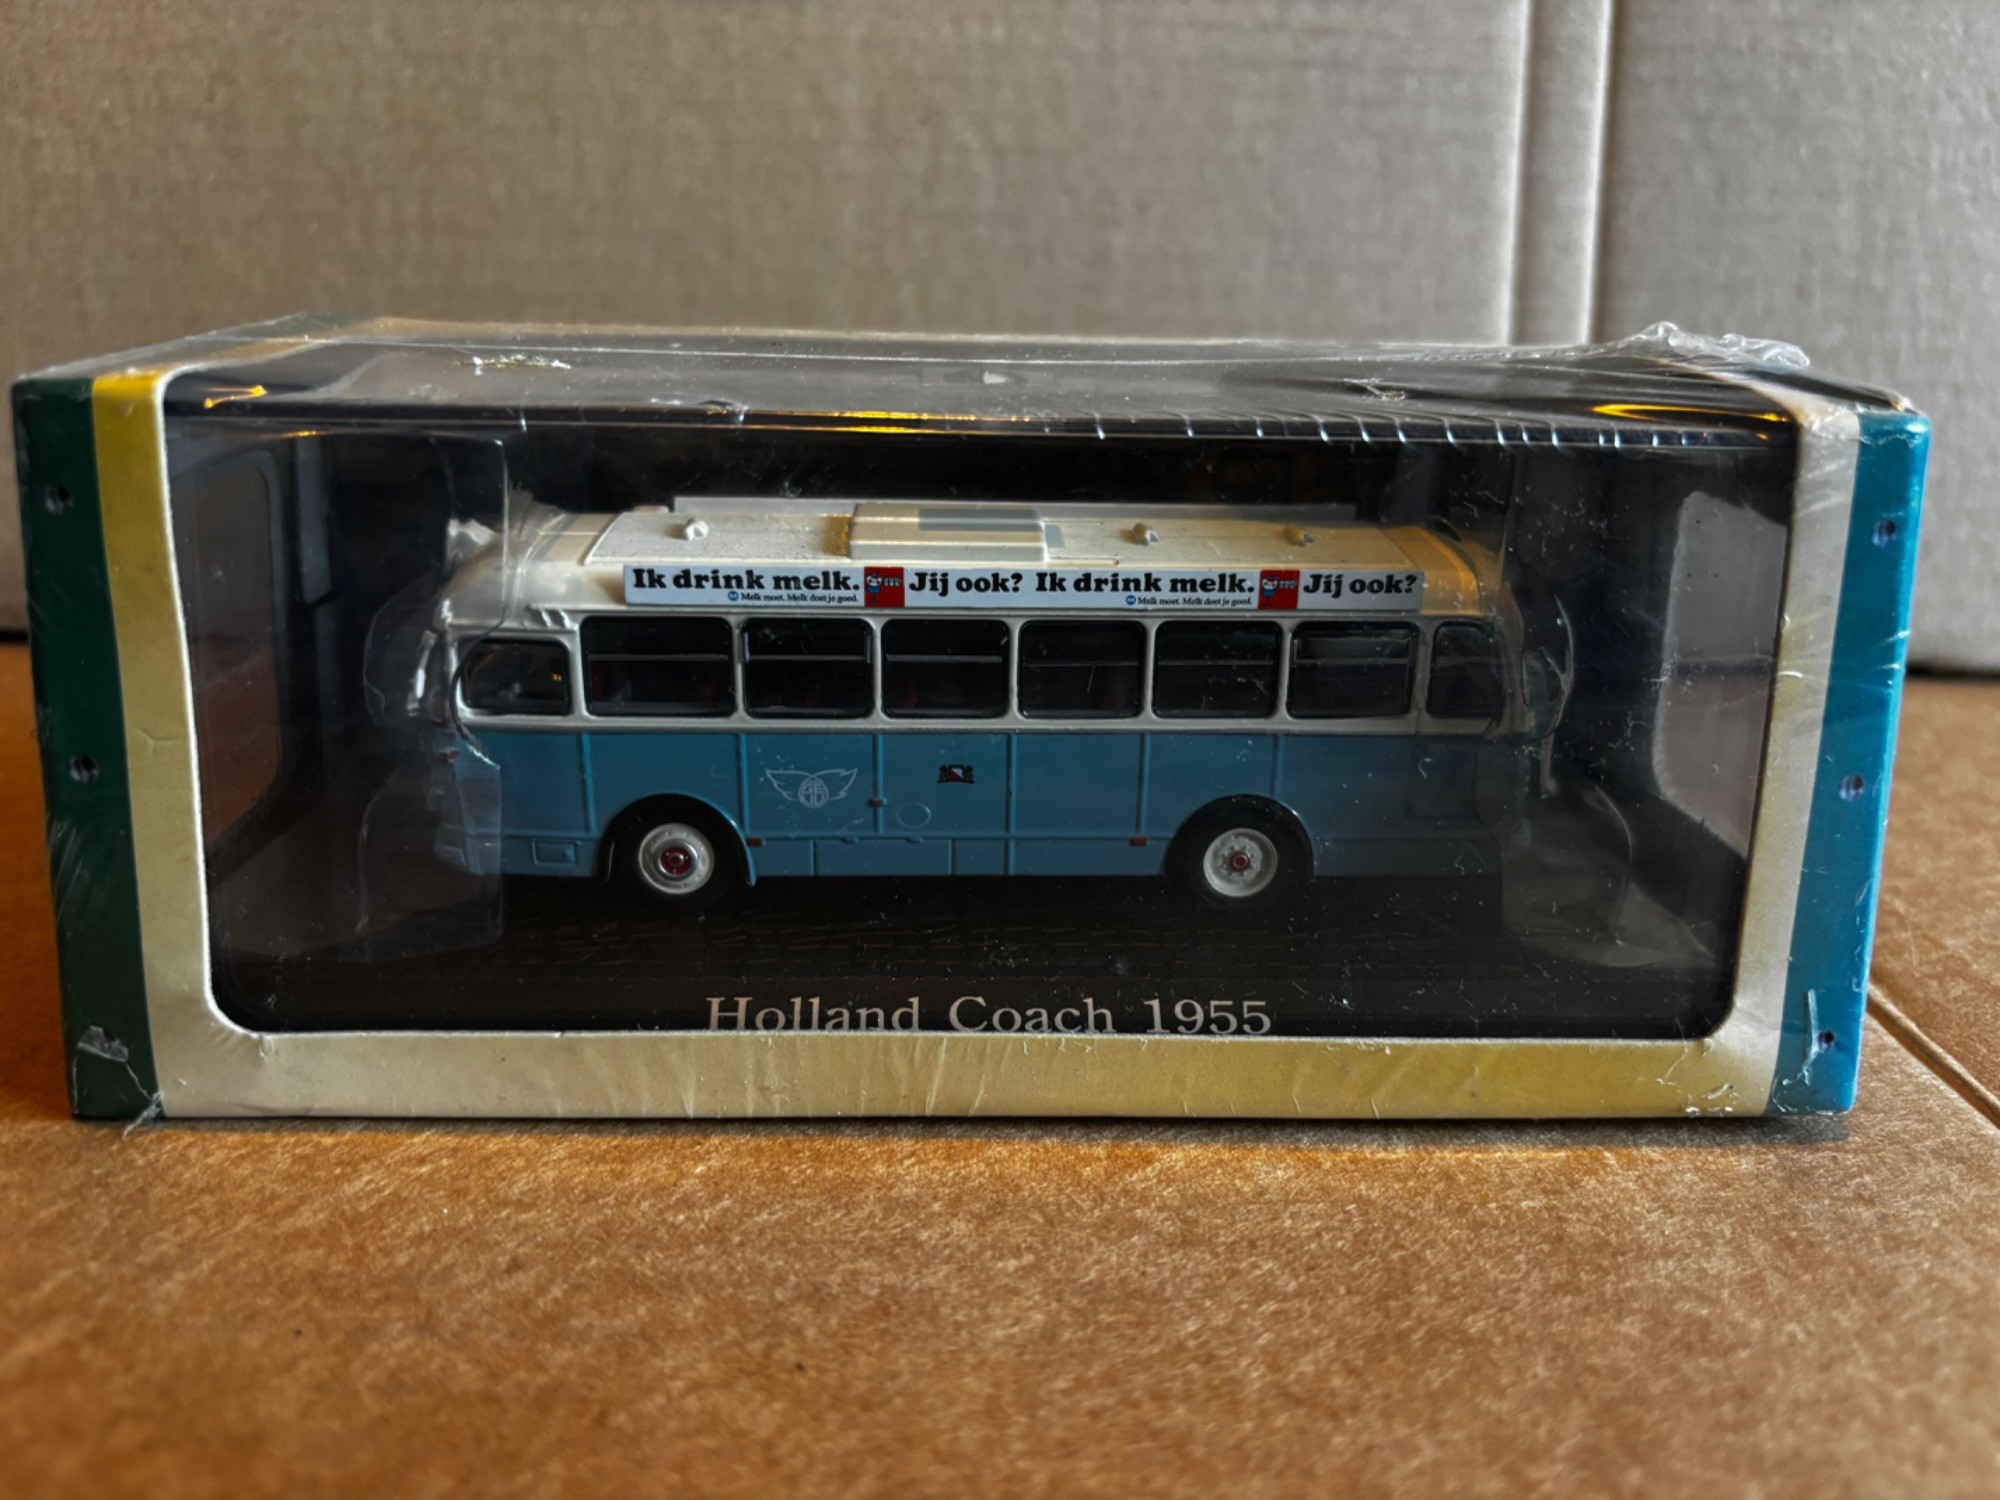 Ik drink melk. Jij ook? Ik drink melk. Jij ook?
Melk moet. Melk doet je goed. Melk moet. Melk doet je goed.
Holland Coach 1955